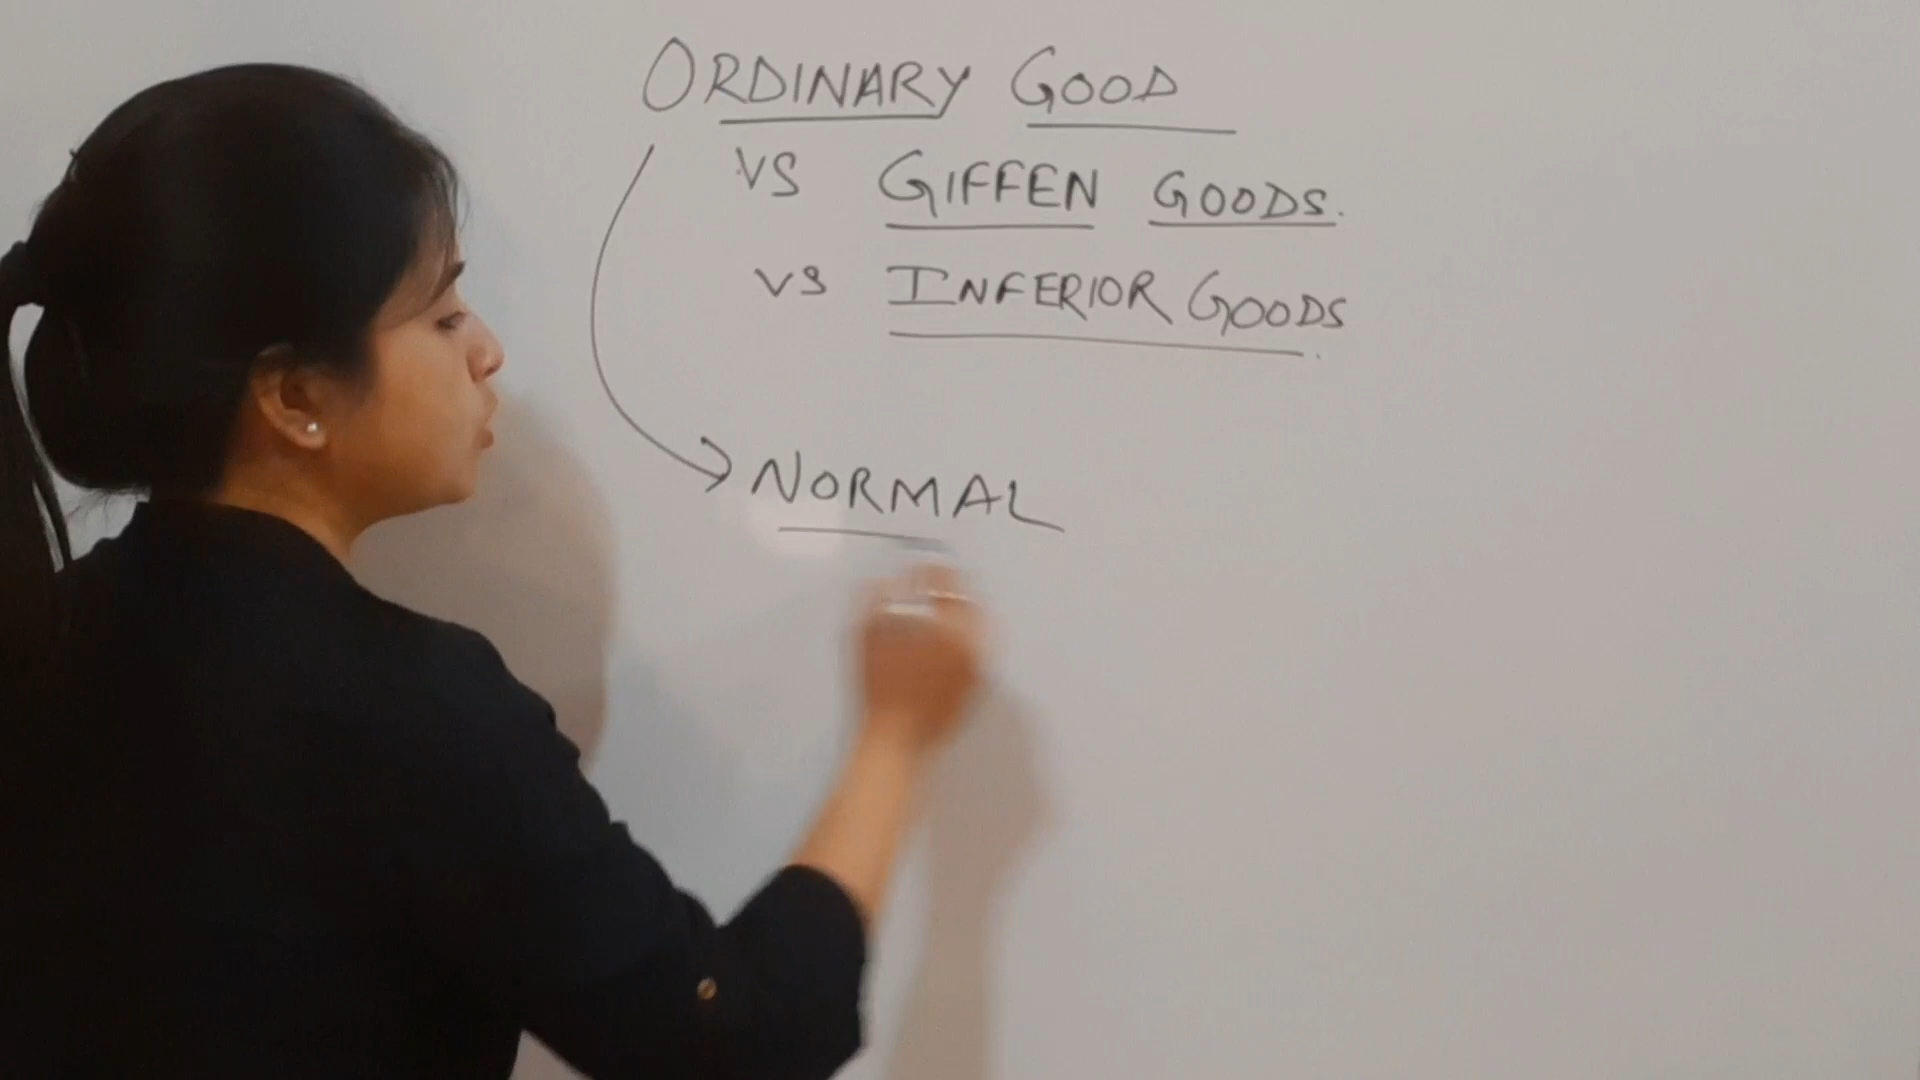 ORDINARY GOOD
VS GIFFEN GOODS.
VS INFERIOR GOODS
NORMAL